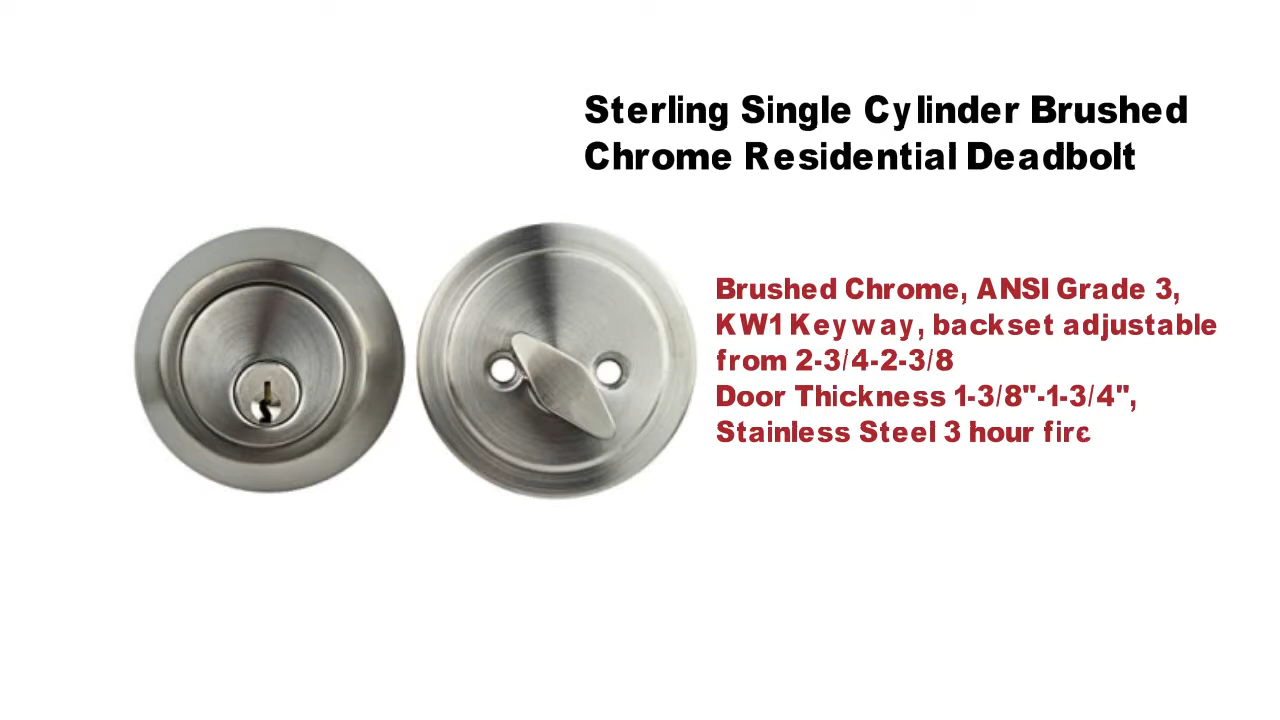 Sterling Single Cylinder Brushed
Chrome Residential Deadbolt
Brushed Chrome, ANSI Grade 3,
KW1 Keyway, backset adjustable
from 2-3/4-2-3/8
Door Thickness 1-3/8"-1-3/4",
Stainless Steel 3 hour